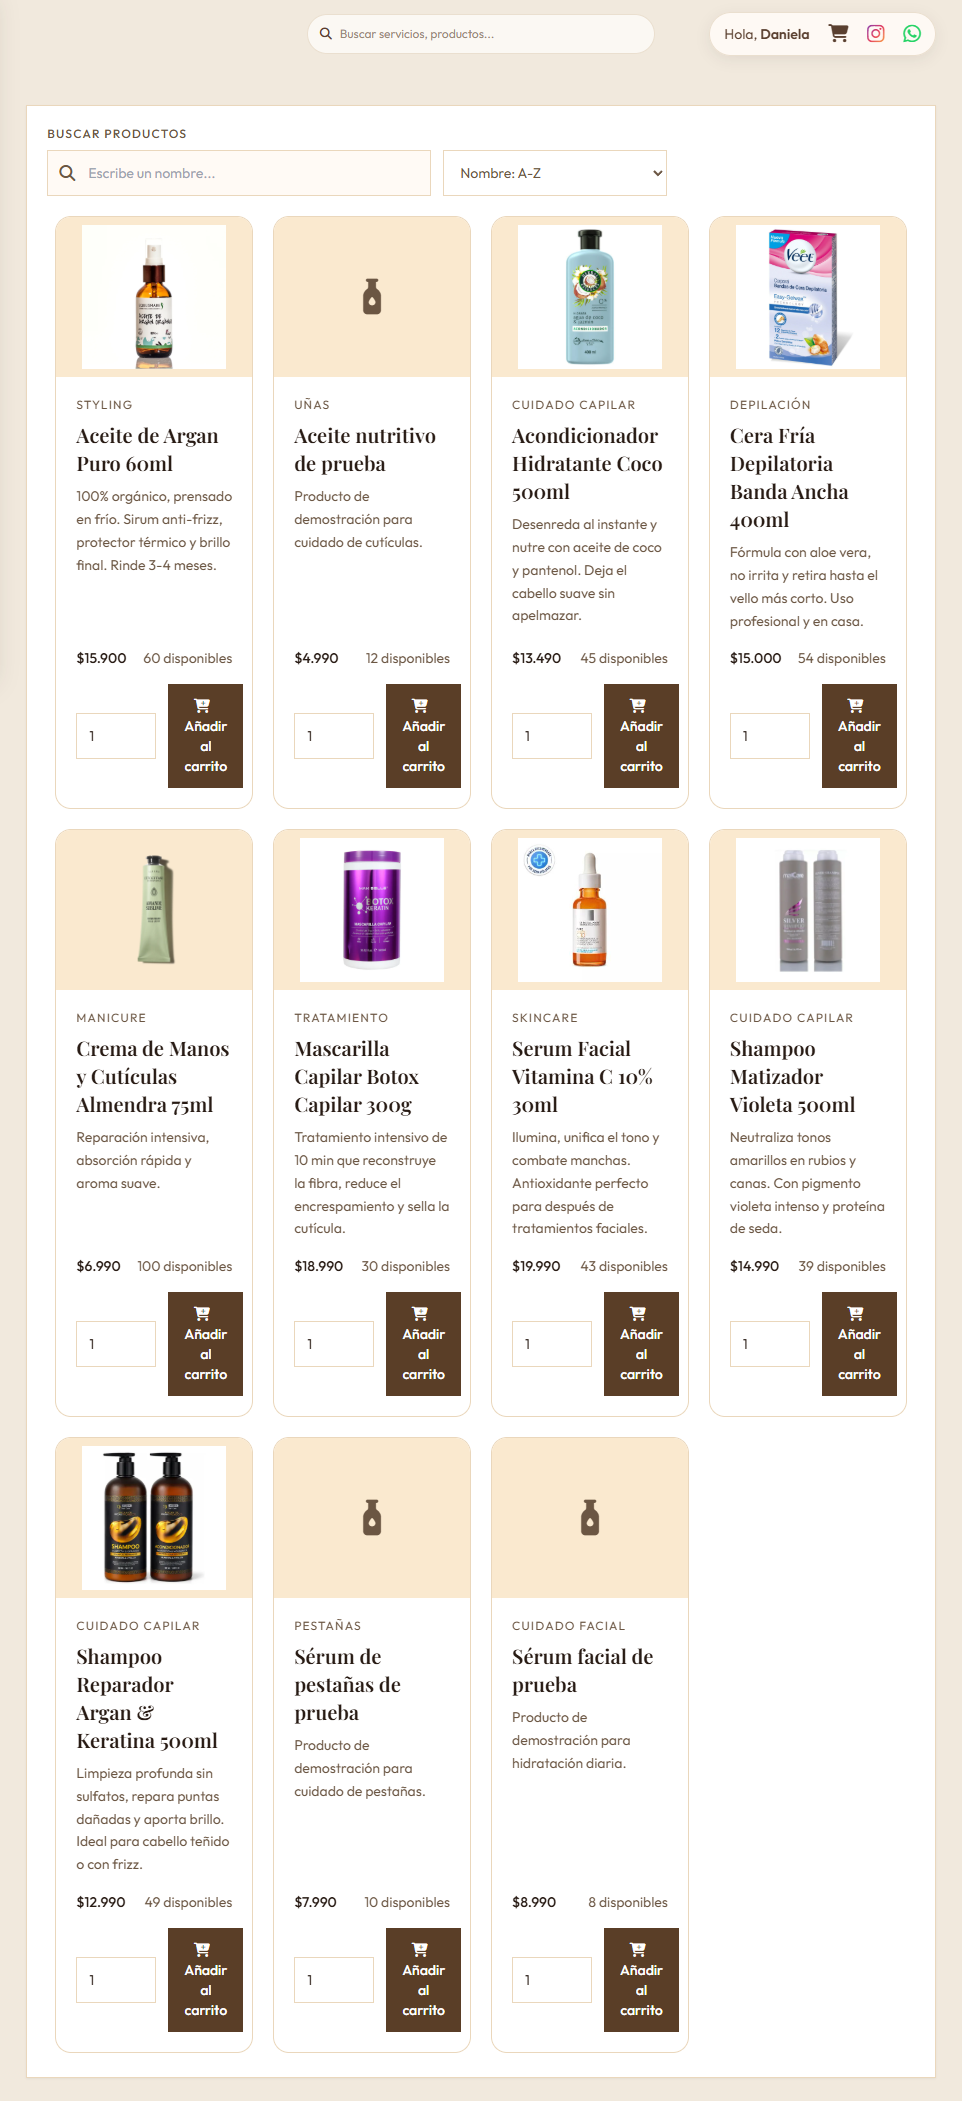 Buscar servicios, productos...
Hola, Daniela
BUSCAR PRODUCTOS
Escribe un nombre...
Nombre: A-Z
STYLING
Aceite de Argan
Puro 60ml
100% orgánico, prensado
en frío. Sirum anti-frizz,
protector térmico y brillo
final. Rinde 3-4 meses.
$15.900 60 disponibles
1
Añadir
al
carrito
UÑAS
Aceite nutritivo
de prueba
Producto de
demostración para
cuidado de cutículas.
$4.990 12 disponibles
1
Añadir
al
carrito
CUIDADO CAPILAR
Acondicionador
Hidratante Coco
500ml
Desenreda al instante y
nutre con aceite de coco
y pantenol. Deja el
cabello suave sin
apelmazar.
$13.490 45 disponibles
1
Añadir
al
carrito
Veet
DEPILACIÓN
Cera Fría
Depilatoria
Banda Ancha
400ml
Fórmula con aloe vera,
no irrita y retira hasta el
vello más corto. Uso
profesional y en casa.
$15.000 54 disponibles
1
Añadir
al
carrito
MANICURE
Crema de Manos
y Cutículas
Almendra 75ml
Reparación intensiva,
absorción rápida y
aroma suave.
$6.990 100 disponibles
1
Añadir
al
carrito
BOTOX
KERATIN
TRATAMIENTO
Mascarilla
Capilar Botox
Capilar 300g
Tratamiento intensivo de
10 min que reconstruye
la fibra, reduce el
encrespamiento y sella la
cutícula.
$18.990 30 disponibles
1
Añadir
al
carrito
SKINCARE
Serum Facial
Vitamina C 10%
30ml
Ilumina, unifica el tono y
combate manchas.
Antioxidante perfecto
para después de
tratamientos faciales.
$19.990 43 disponibles
1
Añadir
al
carrito
SILVER
CUIDADO CAPILAR
Shampoo
Matizador
Violeta 500ml
Neutraliza tonos
amarillos en rubios y
canas. Con pigmento
violeta intenso y proteína
de seda.
$14.990 39 disponibles
1
Añadir
al
carrito
SHAMPOO
CUIDADO CAPILAR
Shampoo
Reparador
Argan &
Keratina 500ml
Limpieza profunda sin
sulfatos, repara puntas
dañadas y aporta brillo.
Ideal para cabello teñido
o con frizz.
$12.990 49 disponibles
1
Añadir
al
carrito
PESTAÑAS
Sérum de
pestañas de
prueba
Producto de
demostración para
cuidado de pestañas.
$7.990 10 disponibles
1
Añadir
al
carrito
CUIDADO FACIAL
Sérum facial de
prueba
Producto de
demostración para
hidratación diaria.
$8.990 8 disponibles
1
Añadir
al
carrito